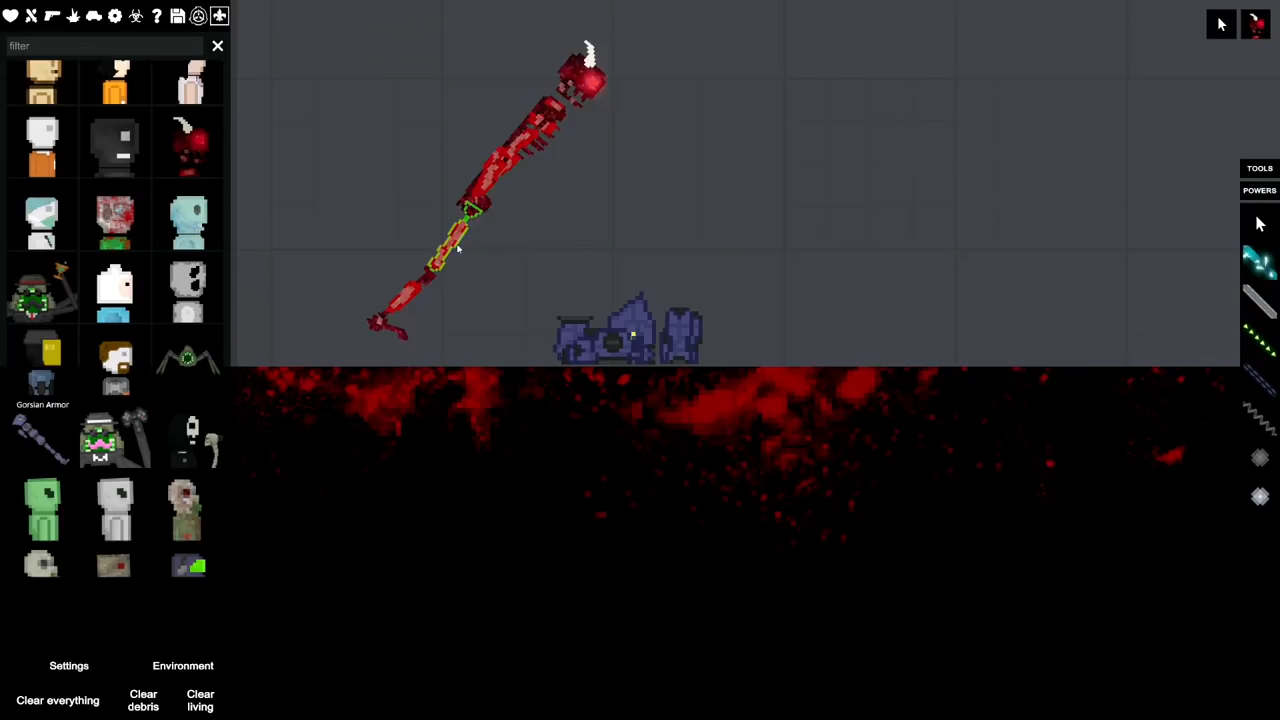 filter
TOOLS
POWERS
Gorsian Armor
Settings
Environment
Clear everything
Clear debris
Clear living